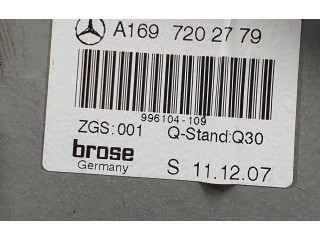 A169 720 27 79
996104-109
ZGS:001 Q-Stand:Q30
brose
Germany
S 11.12.07